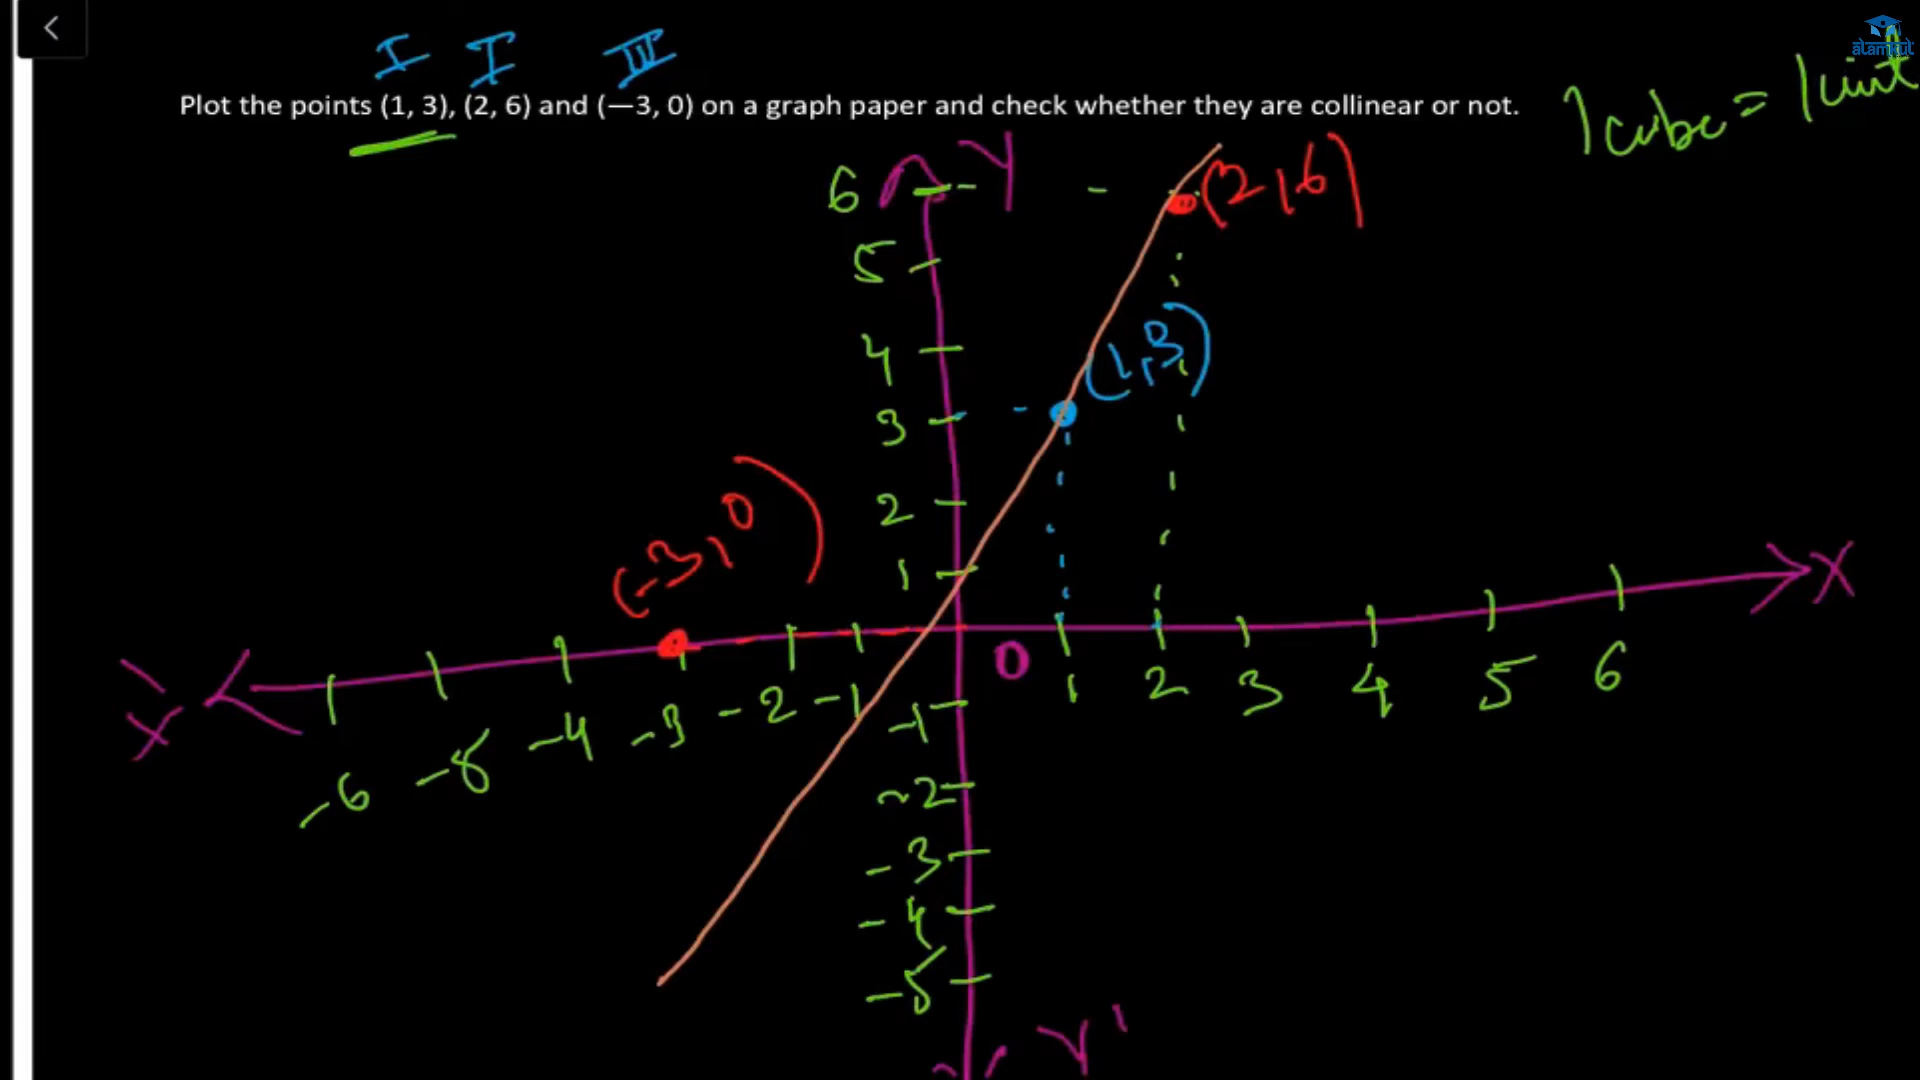 alamkul
I I III
Plot the points (1, 3), (2, 6) and (—3, 0) on a graph paper and check whether they are collinear or not.
1 cube = 1 unit
Y
6
(2,6)
5
4
(1,3)
3
(-3,0)
2
1
X
X
0
1 2 3 4 5 6
-6 -5 -4 -3 -2 -1
-1
-2
-3
-4
-5
Y'